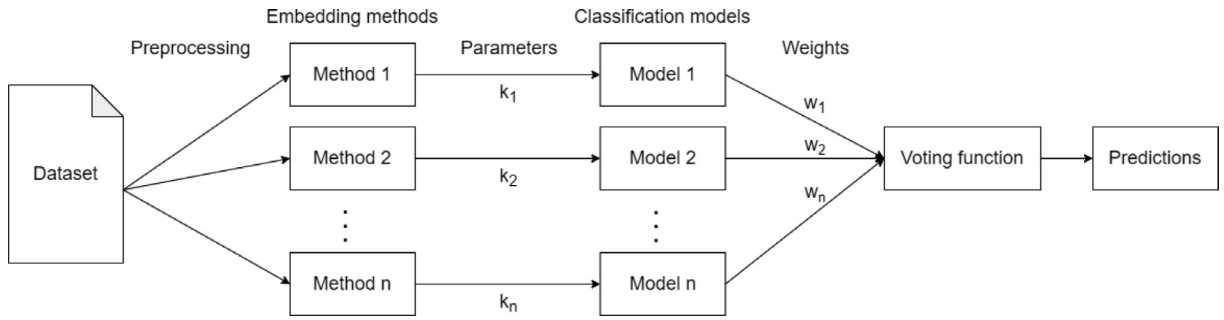 Embedding methods
Classification models
Preprocessing
Parameters
Weights
Dataset
Method 1
k1
Model 1
w1
Method 2
k2
Model 2
w2
Voting function
Predictions
⋮
⋮
wn
Method n
kn
Model n